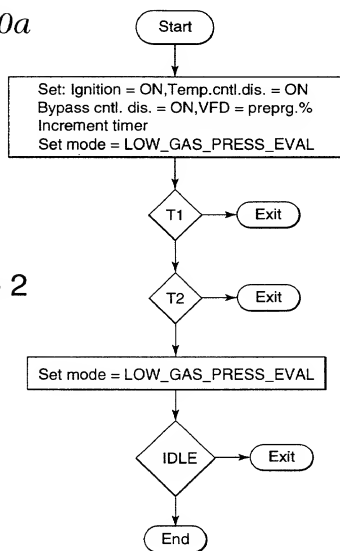 0a
Start
Set: Ignition = ON,Temp.cntl.dis. = ON
Bypass cntl. dis. = ON,VFD = preprg.%
Increment timer
Set mode = LOW_GAS_PRESS_EVAL
T1
Exit
2
T2
Exit
Set mode = LOW_GAS_PRESS_EVAL
IDLE
Exit
End